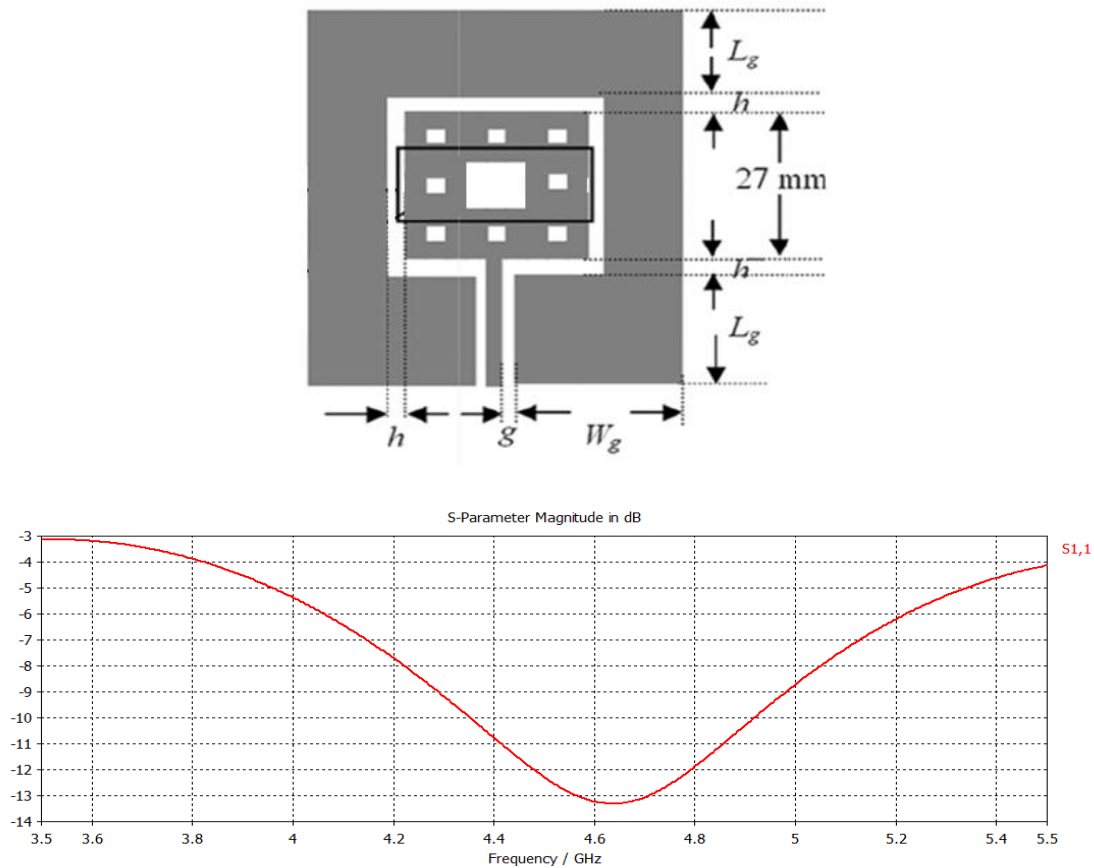 Lg
h
27 mm
h
Lg
h
g
Wg
S-Parameter Magnitude in dB
S1,1
-3
-4
-5
-6
-7
-8
-9
-10
-11
-12
-13
-14
3.5 3.6 3.8 4 4.2 4.4 4.6 4.8 5 5.2 5.4 5.5
Frequency / GHz